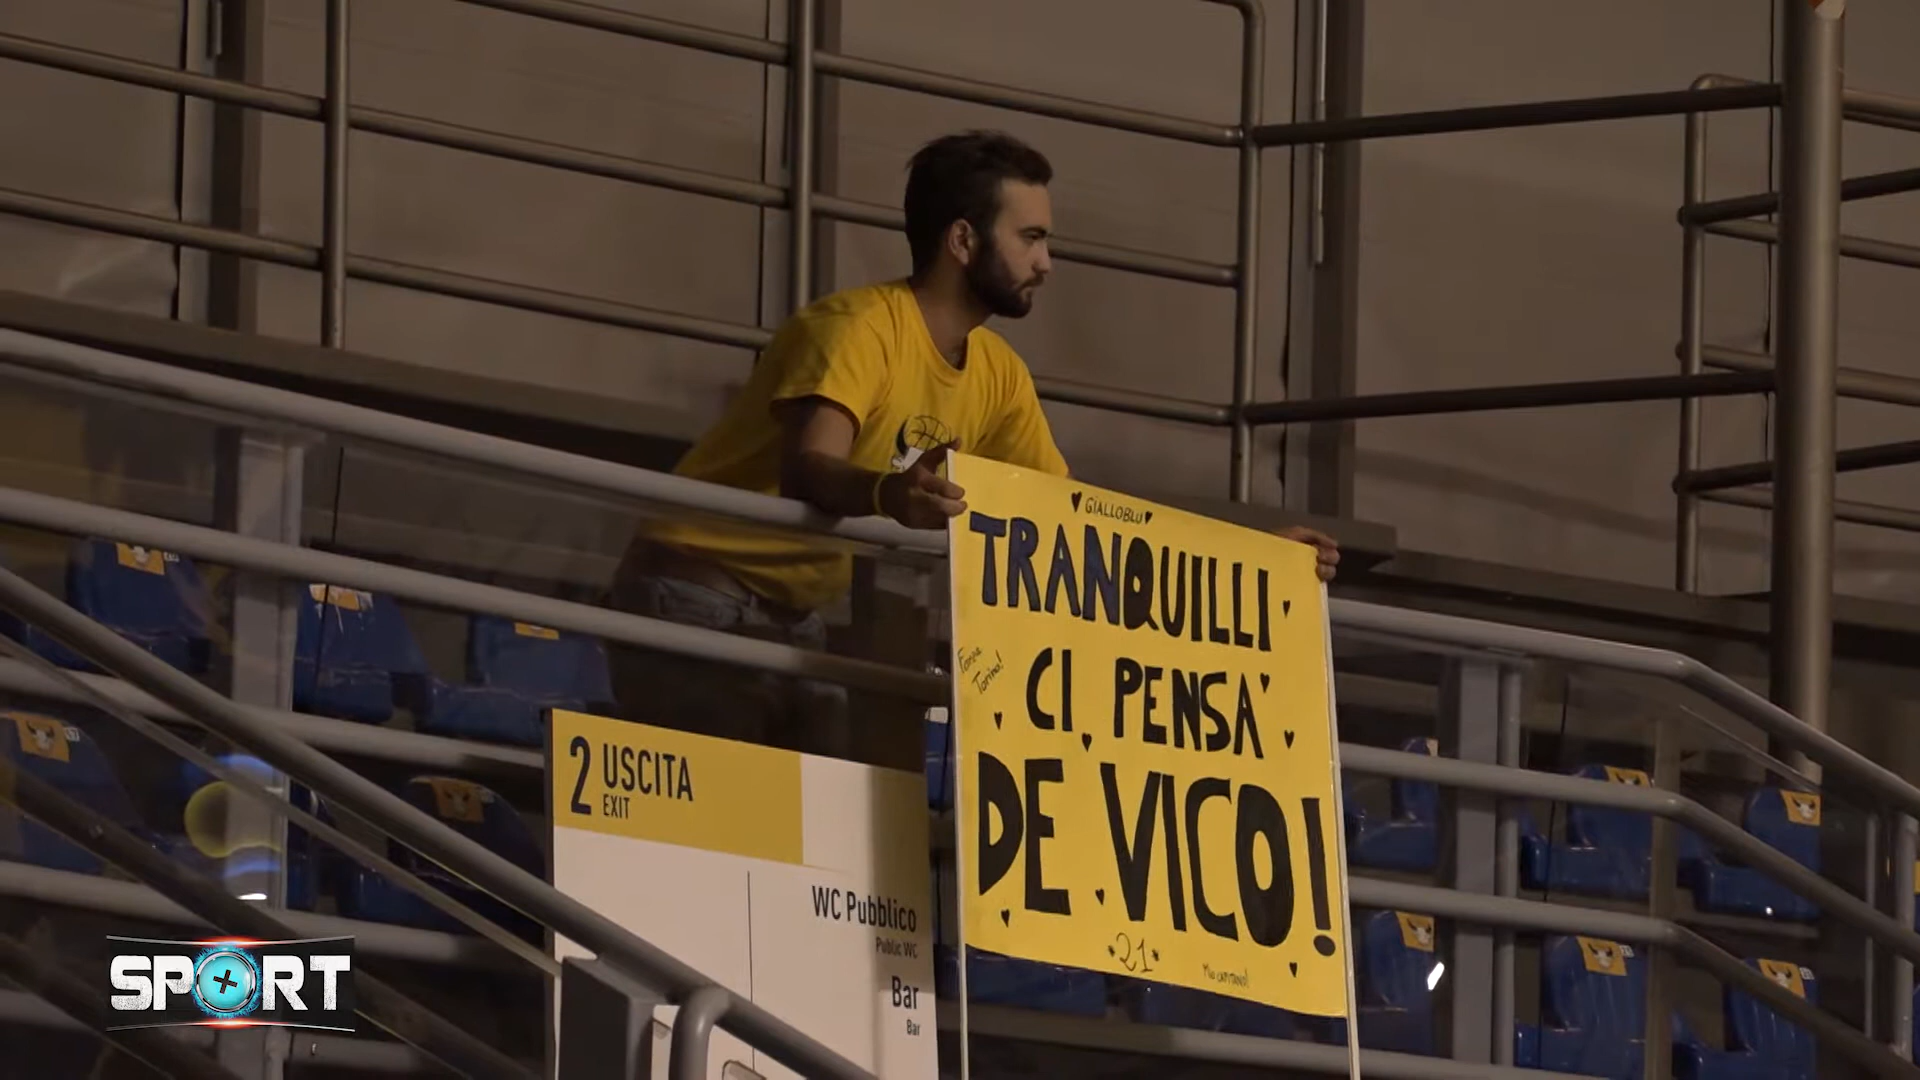 GIALLOBLU
TRANQUILLI
Forza
Torino!
CI PENSA
DE VICO!
*21*
Mio CAPITANO!
2 USCITA
EXIT
WC Pubblico
Public WC
Bar
Bar
SPORT